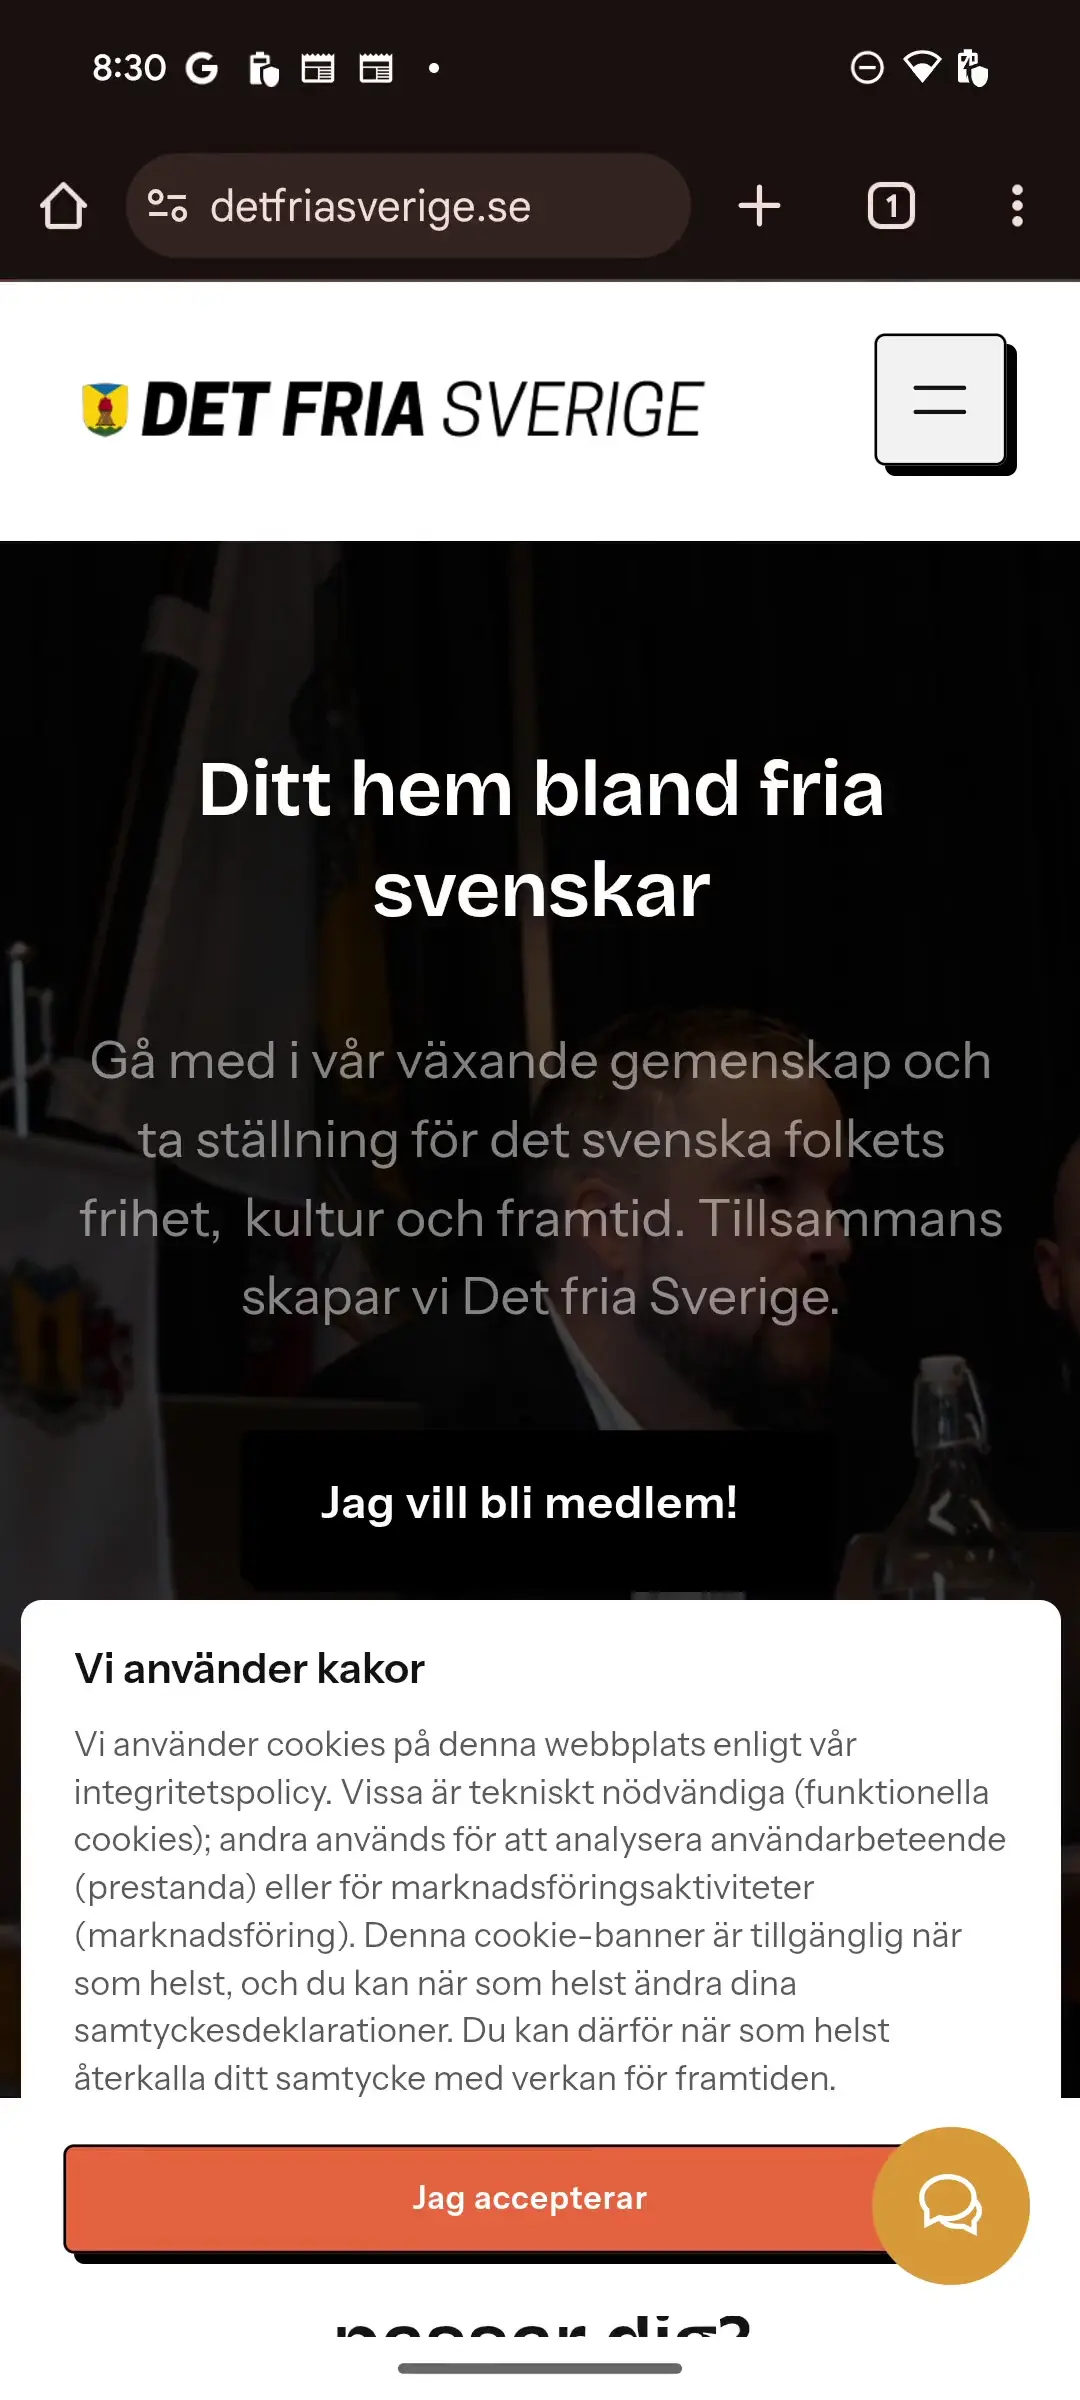 8:30
detfriasverige.se
1
DET FRIA SVERIGE
Ditt hem bland fria
svenskar
Gå med i vår växande gemenskap och
ta ställning för det svenska folkets
frihet, kultur och framtid. Tillsammans
skapar vi Det fria Sverige.
Jag vill bli medlem!
Vi använder kakor
Vi använder cookies på denna webbplats enligt vår
integritetspolicy. Vissa är tekniskt nödvändiga (funktionella
cookies); andra används för att analysera användarbeteende
(prestanda) eller för marknadsföringsaktiviteter
(marknadsföring). Denna cookie-banner är tillgänglig när
som helst, och du kan när som helst ändra dina
samtyckesdeklarationer. Du kan därför när som helst
återkalla ditt samtycke med verkan för framtiden.
Jag accepterar
passar dig?